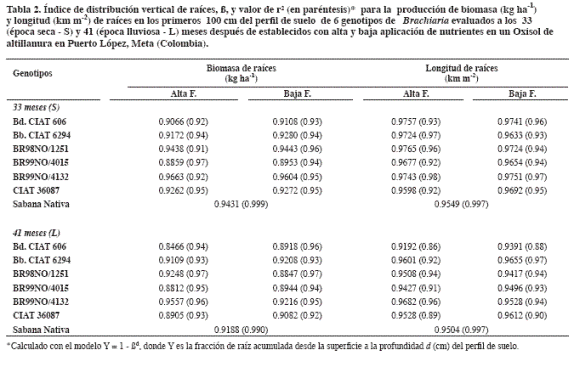 Tabla 2. Índice de distribución vertical de raíces, ß, y valor de r² (en paréntesis)* para la producción de biomasa (kg ha⁻¹)
y longitud (km m⁻²) de raíces en los primeros 100 cm del perfil de suelo de 6 genotipos de Brachiaria evaluados a los 33
(época seca - S) y 41 (época lluviosa - L) meses después de establecidos con alta y baja aplicación de nutrientes en un Oxisol de
altillanura en Puerto López, Meta (Colombia).
Genotipos Biomasa de raíces Longitud de raíces
(kg ha⁻¹) (km m⁻²)
Alta F. Baja F. Alta F. Baja F.
33 meses (S)
Bd. CIAT 606 0.9066 (0.92) 0.9108 (0.93) 0.9757 (0.93) 0.9741 (0.96)
Bb. CIAT 6294 0.9172 (0.94) 0.9280 (0.94) 0.9724 (0.97) 0.9633 (0.93)
BR98NO/1251 0.9438 (0.91) 0.9443 (0.96) 0.9765 (0.96) 0.9724 (0.94)
BR99NO/4015 0.8859 (0.97) 0.8953 (0.94) 0.9677 (0.92) 0.9654 (0.94)
BR99NO/4132 0.9663 (0.92) 0.9604 (0.95) 0.9743 (0.98) 0.9751 (0.97)
CIAT 36087 0.9262 (0.95) 0.9272 (0.95) 0.9598 (0.92) 0.9692 (0.95)
Sabana Nativa 0.9431 (0.999) 0.9549 (0.997)
41 meses (L)
Bd. CIAT 606 0.8466 (0.94) 0.8918 (0.96) 0.9192 (0.86) 0.9391 (0.88)
Bb. CIAT 6294 0.9109 (0.93) 0.9208 (0.93) 0.9601 (0.92) 0.9655 (0.97)
BR98NO/1251 0.9248 (0.97) 0.8847 (0.97) 0.9508 (0.94) 0.9417 (0.94)
BR99NO/4015 0.8812 (0.95) 0.8944 (0.94) 0.9427 (0.91) 0.9496 (0.93)
BR99NO/4132 0.9557 (0.96) 0.9216 (0.95) 0.9682 (0.96) 0.9528 (0.94)
CIAT 36087 0.8905 (0.93) 0.9082 (0.92) 0.9528 (0.89) 0.9612 (0.90)
Sabana Nativa 0.9188 (0.990) 0.9504 (0.997)
*Calculado con el modelo Y = 1 - ßᵈ, donde Y es la fracción de raíz acumulada desde la superficie a la profundidad d (cm) del perfil de suelo.